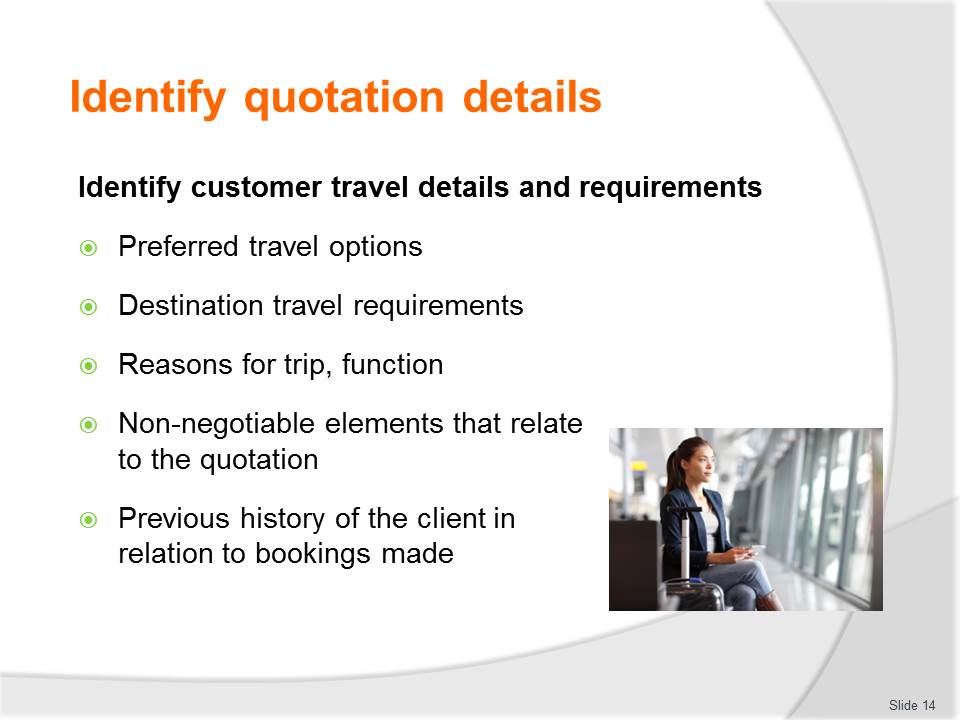 Identify quotation details
Identify customer travel details and requirements
Preferred travel options
Destination travel requirements
Reasons for trip, function
Non-negotiable elements that relate
to the quotation
Previous history of the client in
relation to bookings made
Slide 14